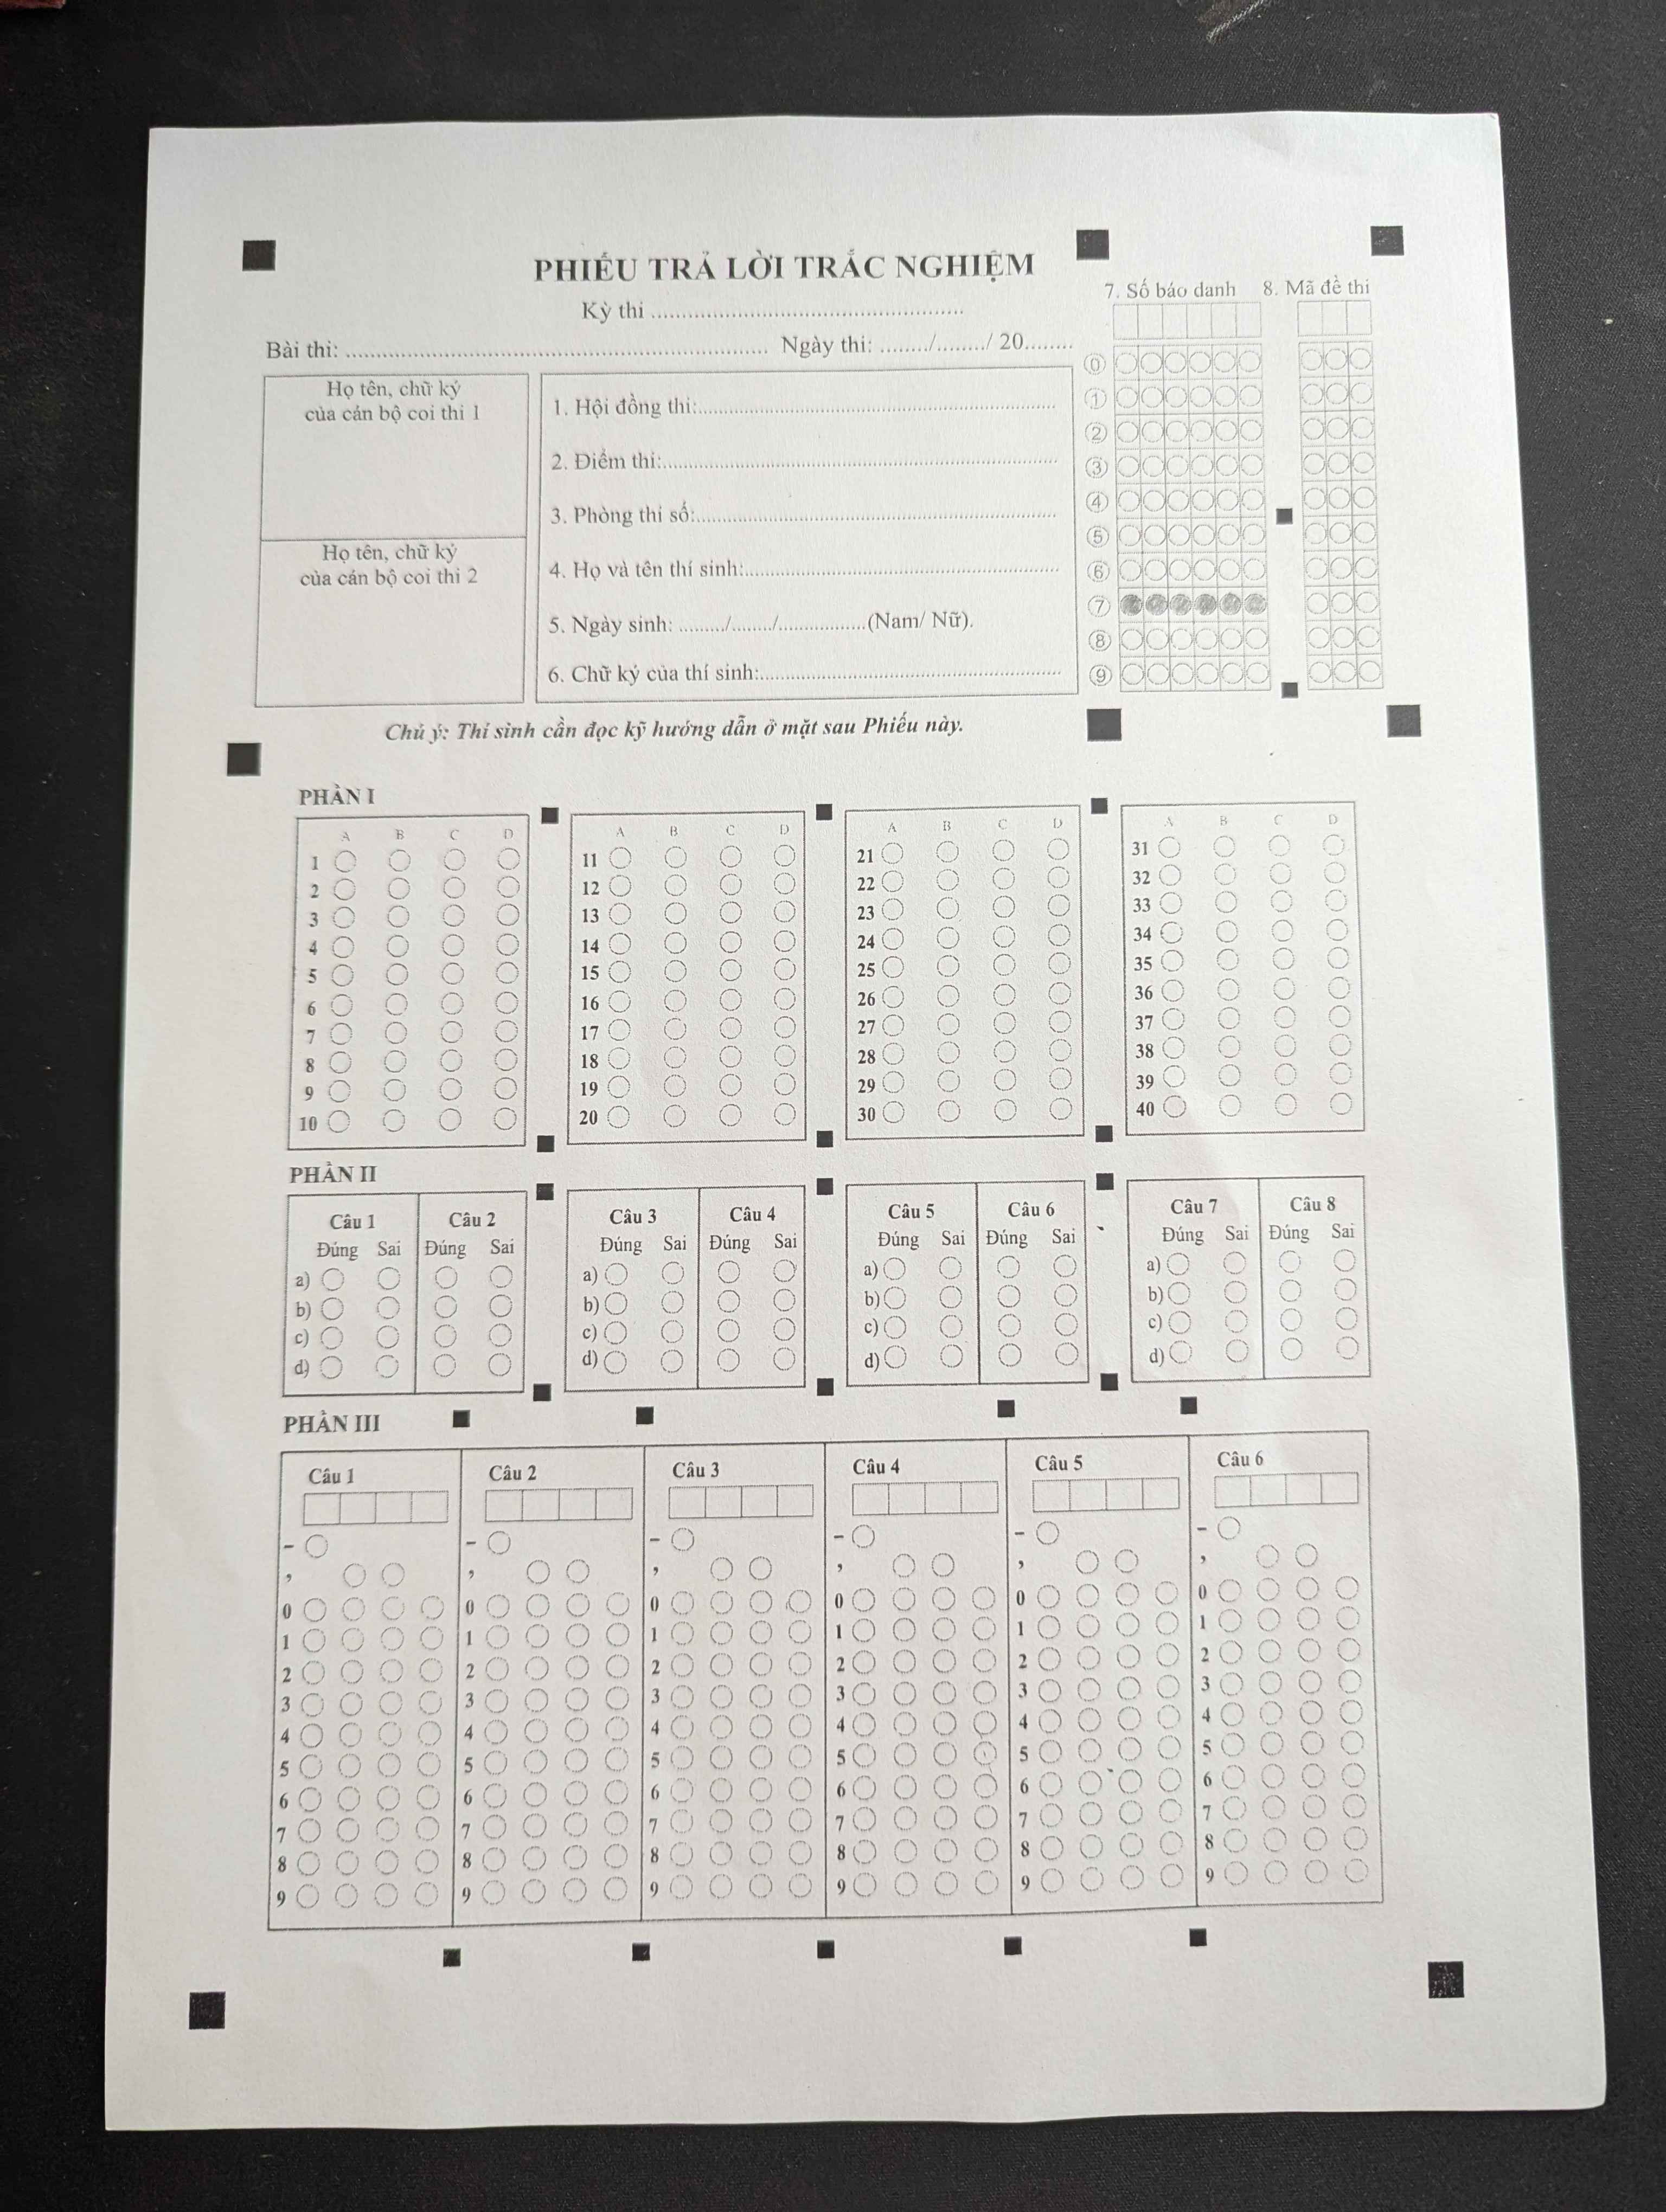 PHIẾU TRẢ LỜI TRẮC NGHIỆM
Kỳ thi ..................................................
Bài thi: .................................................................... Ngày thi: ......../......../ 20........
7. Số báo danh 8. Mã đề thi
Họ tên, chữ ký
của cán bộ coi thi 1
Họ tên, chữ ký
của cán bộ coi thi 2
1. Hội đồng thi:............................................................
2. Điểm thi:..................................................................
3. Phòng thi số:............................................................
4. Họ và tên thí sinh:.....................................................
5. Ngày sinh: ......../......./................(Nam/ Nữ).
6. Chữ ký của thí sinh:..................................................
0
1
2
3
4
5
6
7
8
9
Chú ý: Thí sinh cần đọc kỹ hướng dẫn ở mặt sau Phiếu này.
PHẦN I
A B C D A B C D A B C D A B C D
1 11 21 31
2 12 22 32
3 13 23 33
4 14 24 34
5 15 25 35
6 16 26 36
7 17 27 37
8 18 28 38
9 19 29 39
10 20 30 40
PHẦN II
Câu 1 Câu 2 Câu 3 Câu 4 Câu 5 Câu 6 Câu 7 Câu 8
Đúng Sai Đúng Sai Đúng Sai Đúng Sai Đúng Sai Đúng Sai Đúng Sai Đúng Sai
a) a) a) a)
b) b) b) b)
c) c) c) c)
d) d) d) d)
PHẦN III
Câu 1 Câu 2 Câu 3 Câu 4 Câu 5 Câu 6
- - - - - -
, , , , , ,
0 0 0 0 0 0
1 1 1 1 1 1
2 2 2 2 2 2
3 3 3 3 3 3
4 4 4 4 4 4
5 5 5 5 5 5
6 6 6 6 6 6
7 7 7 7 7 7
8 8 8 8 8 8
9 9 9 9 9 9